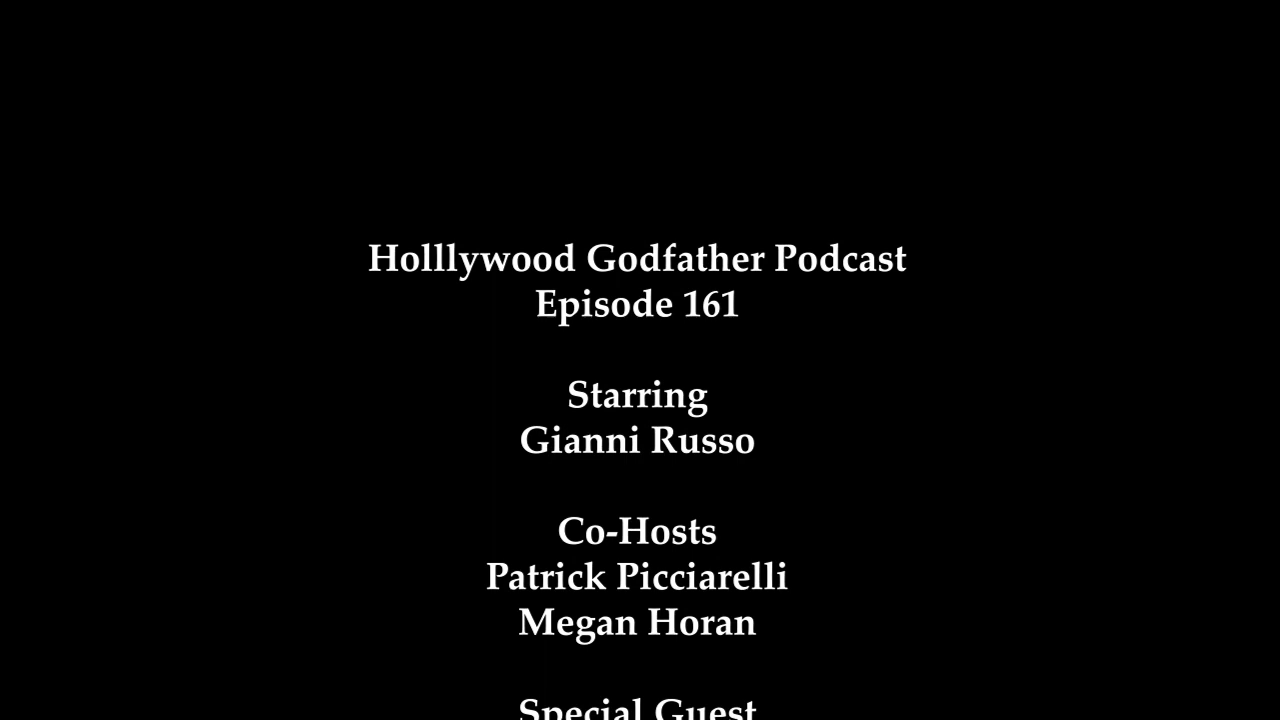 Holllywood Godfather Podcast
Episode 161
Starring
Gianni Russo
Co-Hosts
Patrick Picciarelli
Megan Horan
Special Guest